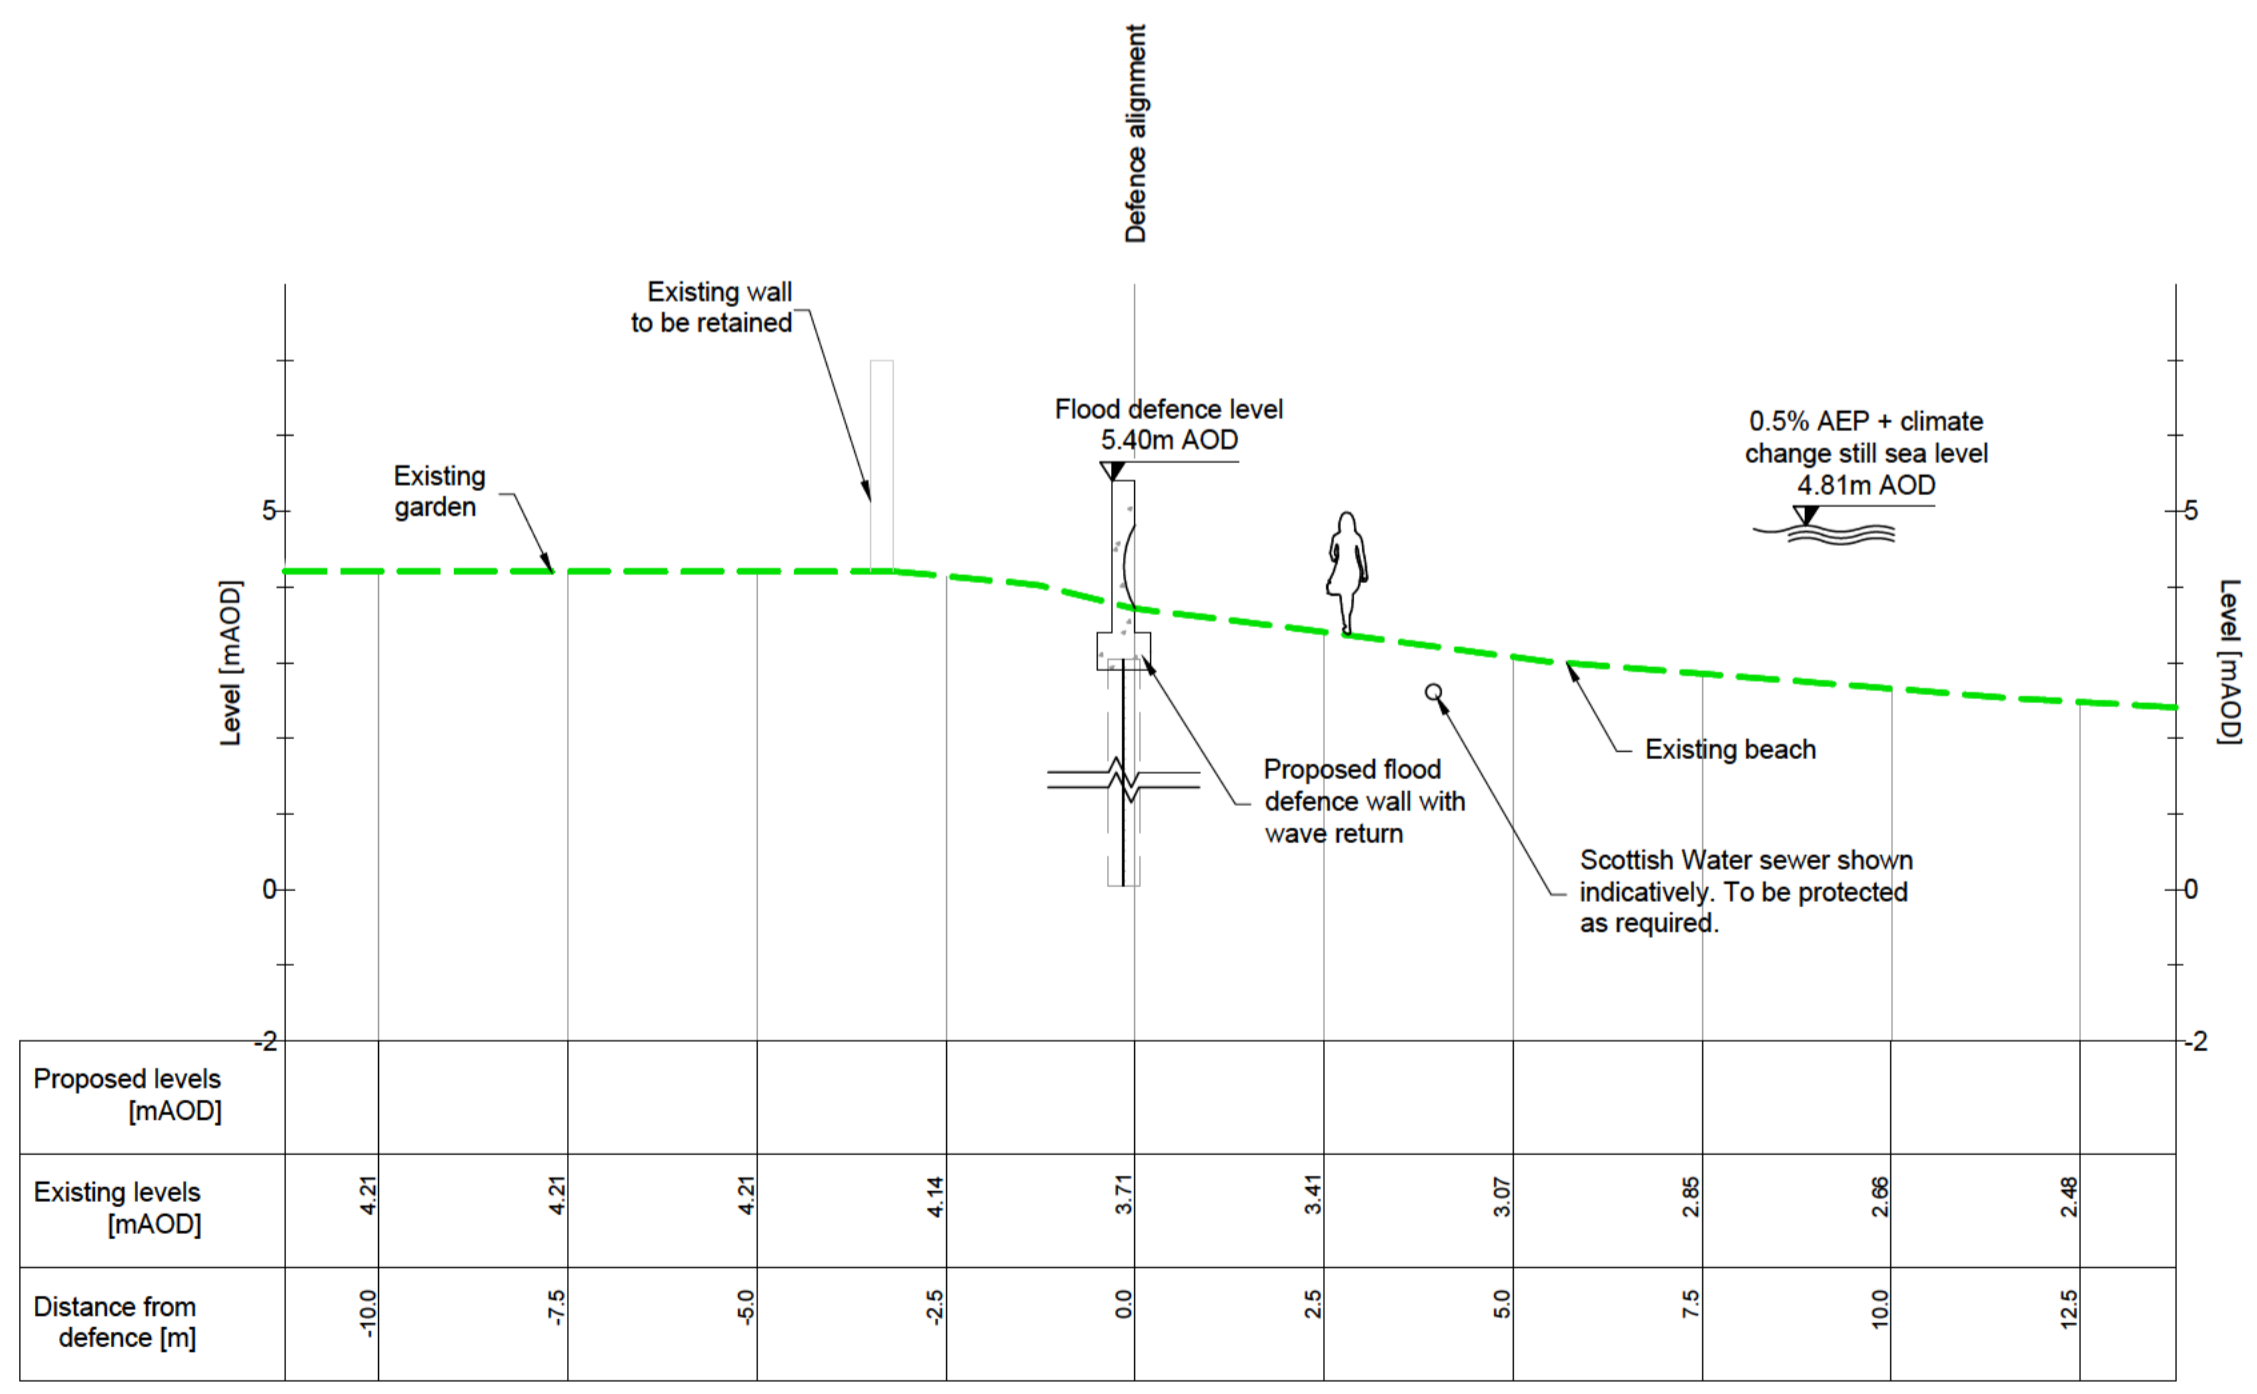 Defence alignment
Existing wall
to be retained
Flood defence level
5.40m AOD
0.5% AEP + climate
change still sea level
4.81m AOD
Existing
garden
5
5
Level [mAOD]
Level [mAOD]
Existing beach
Proposed flood
defence wall with
wave return
Scottish Water sewer shown
indicatively. To be protected
as required.
0
0
-2
-2
Proposed levels
[mAOD]
Existing levels
[mAOD]
4.21
4.21
4.21
4.14
3.71
3.41
3.07
2.85
2.66
2.48
Distance from
defence [m]
-10.0
-7.5
-5.0
-2.5
0.0
2.5
5.0
7.5
10.0
12.5